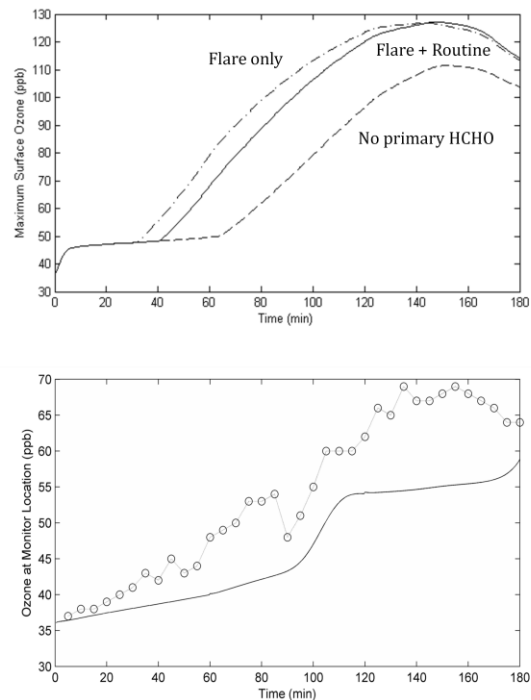 130
120
110
100
90
80
70
60
50
40
30
Maximum Surface Ozone (ppb)
Flare only
Flare + Routine
No primary HCHO
0 20 40 60 80 100 120 140 160 180
Time (min)
70
65
60
55
50
45
40
35
30
Ozone at Monitor Location (ppb)
0 20 40 60 80 100 120 140 160 180
Time (min)